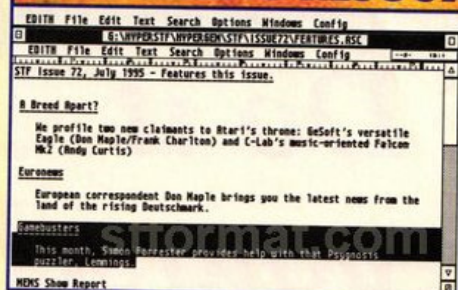 EDITH File Edit Text Search Options Windows Config
G:\HYPERSTF\HYPERGEN\STF\ISSUE72\FEATURES.ASC
EDITH File Edit Text Search Options Windows Config
STF Issue 72, July 1995 - Features this issue.
A Breed Apart?
We profile two new claimants to Atari's throne: GeSoft's versatile
Eagle (Don Maple/Frank Charlton) and C-Lab's music-oriented Falcon
Mk2 (Andy Curtis)
Euronews
European correspondent Don Maple brings you the latest news from the
land of the rising Deutschmark.
Gamebusters
This month, Simon Forrester provides help with that Psygnosis
puzzler, Lemmings.
stformat.com
MEMS Show Report